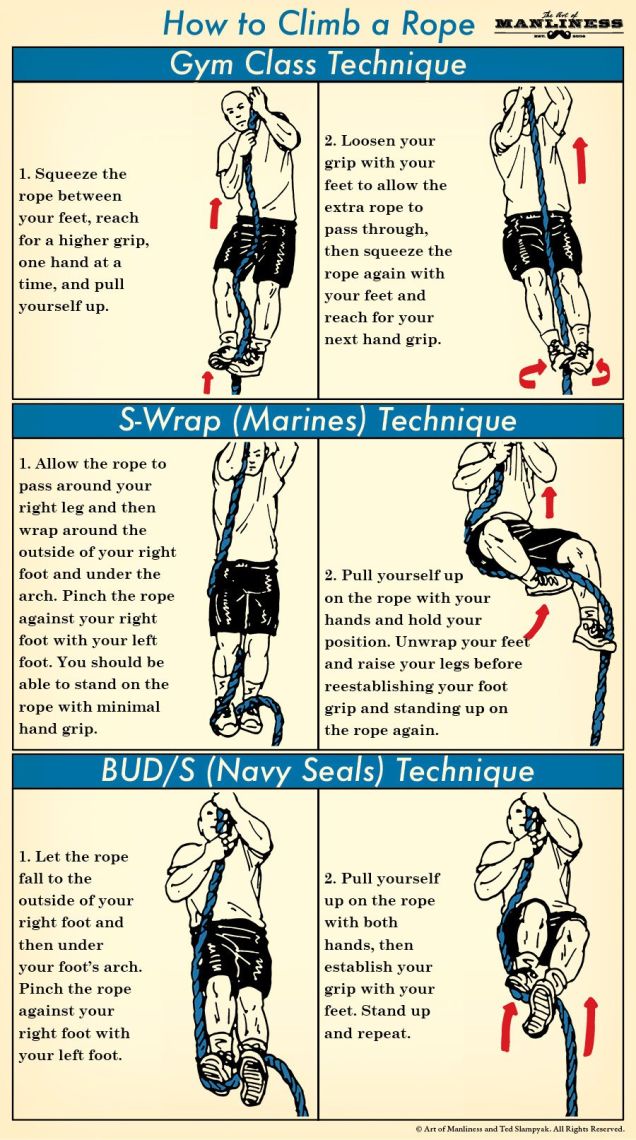 How to Climb a Rope
The Art of
MANLINESS
EST. 2008
Gym Class Technique
1. Squeeze the
rope between
your feet, reach
for a higher grip,
one hand at a
time, and pull
yourself up.
2. Loosen your
grip with your
feet to allow the
extra rope to
pass through,
then squeeze the
rope again with
your feet and
reach for your
next hand grip.
S-Wrap (Marines) Technique
1. Allow the rope to
pass around your
right leg and then
wrap around the
outside of your right
foot and under the
arch. Pinch the rope
against your right
foot with your left
foot. You should be
able to stand on the
rope with minimal
hand grip.
2. Pull yourself up
on the rope with your
hands and hold your
position. Unwrap your feet
and raise your legs before
reestablishing your foot
grip and standing up on
the rope again.
BUD/S (Navy Seals) Technique
1. Let the rope
fall to the
outside of your
right foot and
then under
your foot's arch.
Pinch the rope
against your
right foot with
your left foot.
2. Pull yourself
up on the rope
with both
hands, then
establish your
grip with your
feet. Stand up
and repeat.
© Art of Manliness and Ted Slampyak. All Rights Reserved.